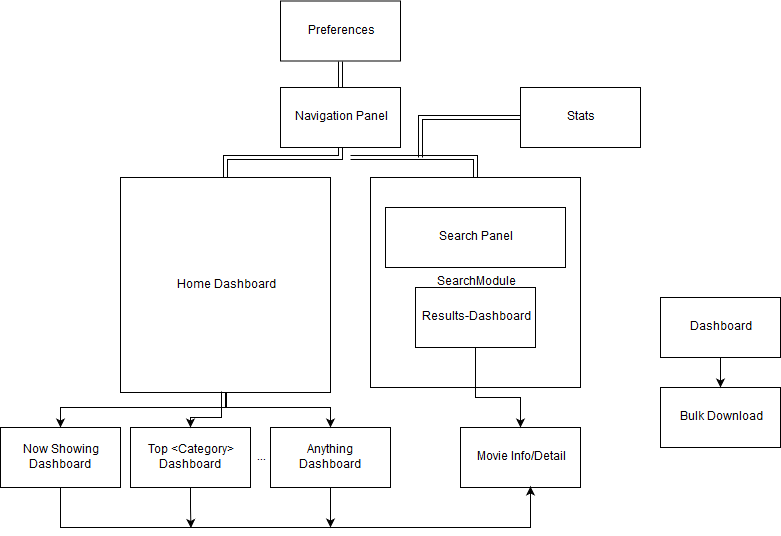 Preferences
Navigation Panel
Stats
Home Dashboard
Search Panel
SearchModule
Results-Dashboard
Dashboard
Bulk Download
Now Showing
Dashboard
Top <Category>
Dashboard
...
Anything
Dashboard
Movie Info/Detail